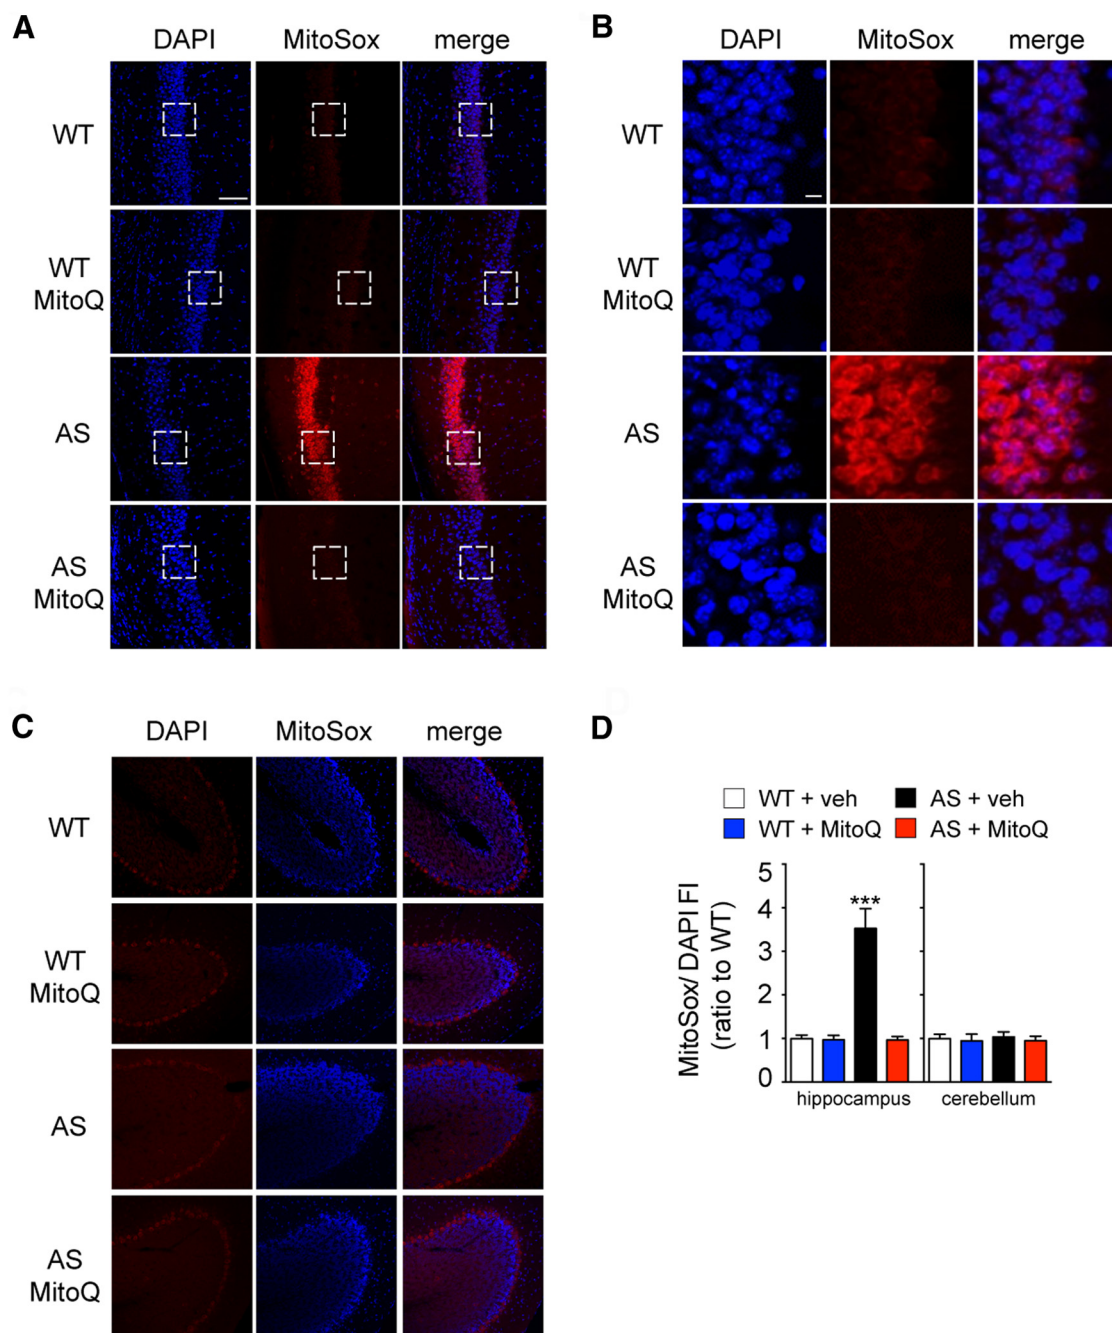 A
DAPI MitoSox merge
WT
WT
MitoQ
AS
AS
MitoQ
B
DAPI MitoSox merge
WT
WT
MitoQ
AS
AS
MitoQ
C
DAPI MitoSox merge
WT
WT
MitoQ
AS
AS
MitoQ
D
WT + veh AS + veh
WT + MitoQ AS + MitoQ
MitoSox/ DAPI FI
(ratio to WT)
5
4
3
2
1
0
***
hippocampus cerebellum